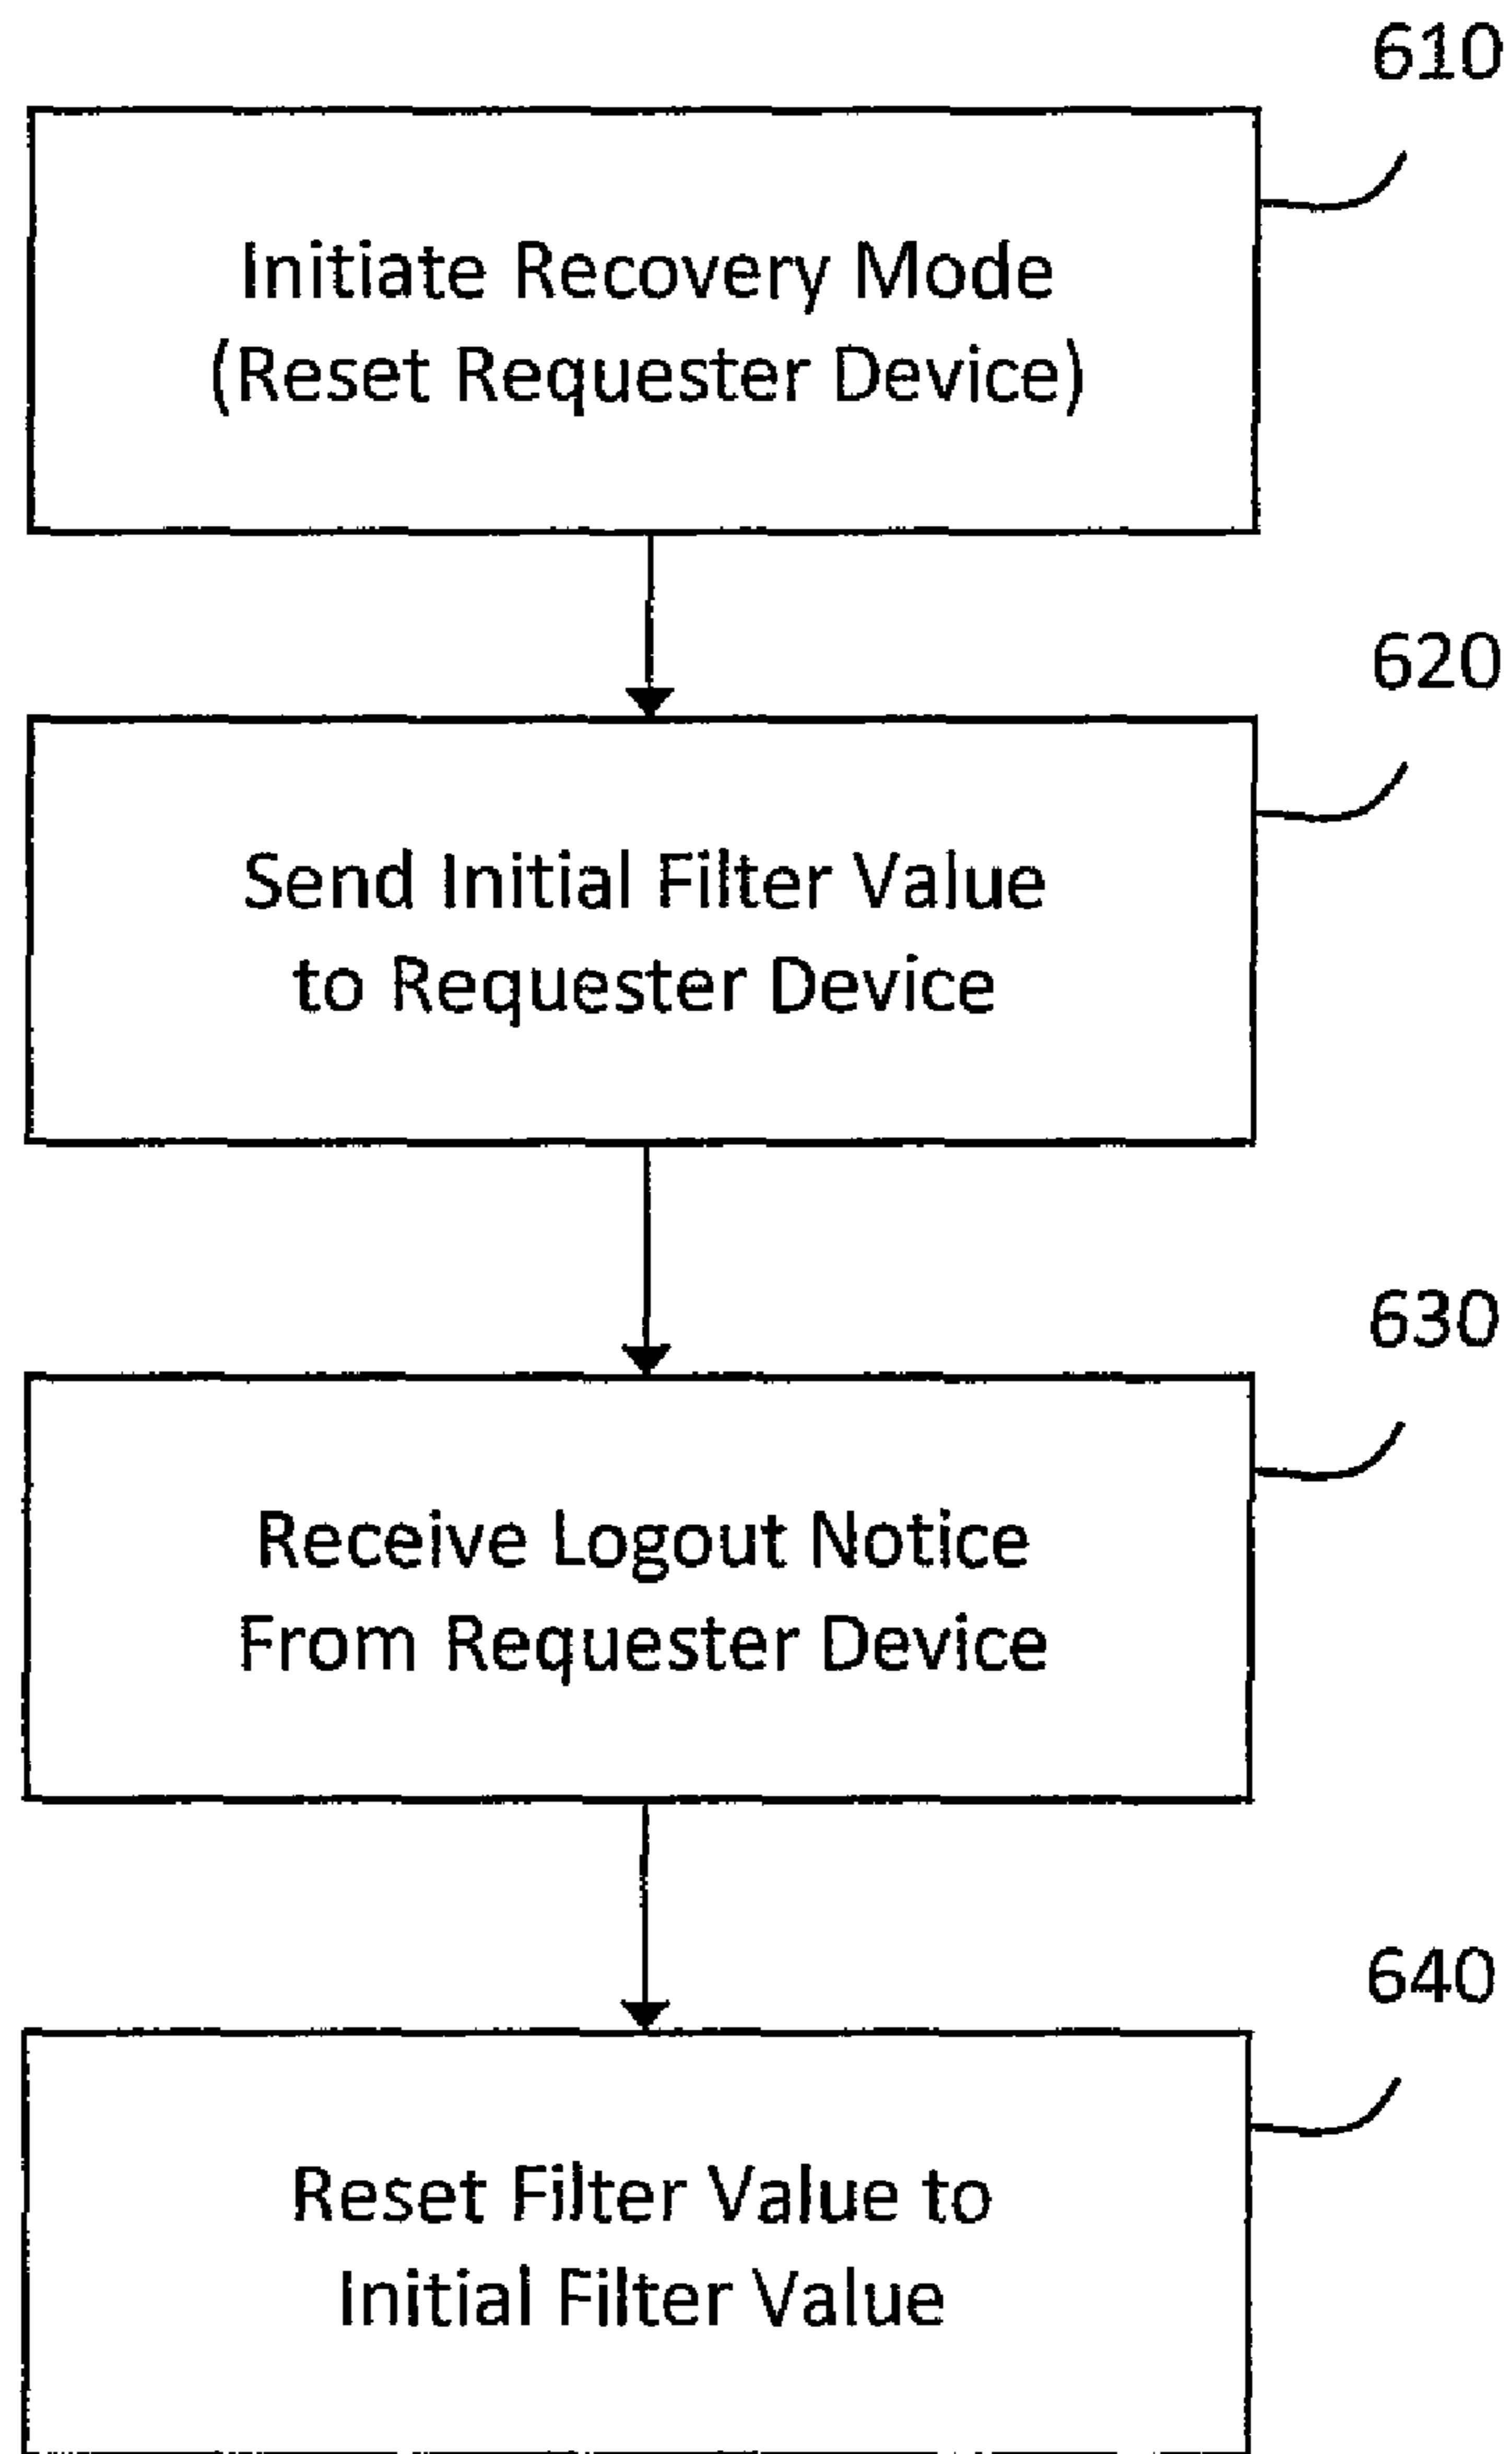 610
Initiate Recovery Mode
(Reset Requester Device)
620
Send Initial Filter Value
to Requester Device
630
Receive Logout Notice
From Requester Device
640
Reset Filter Value to
Initial Filter Value